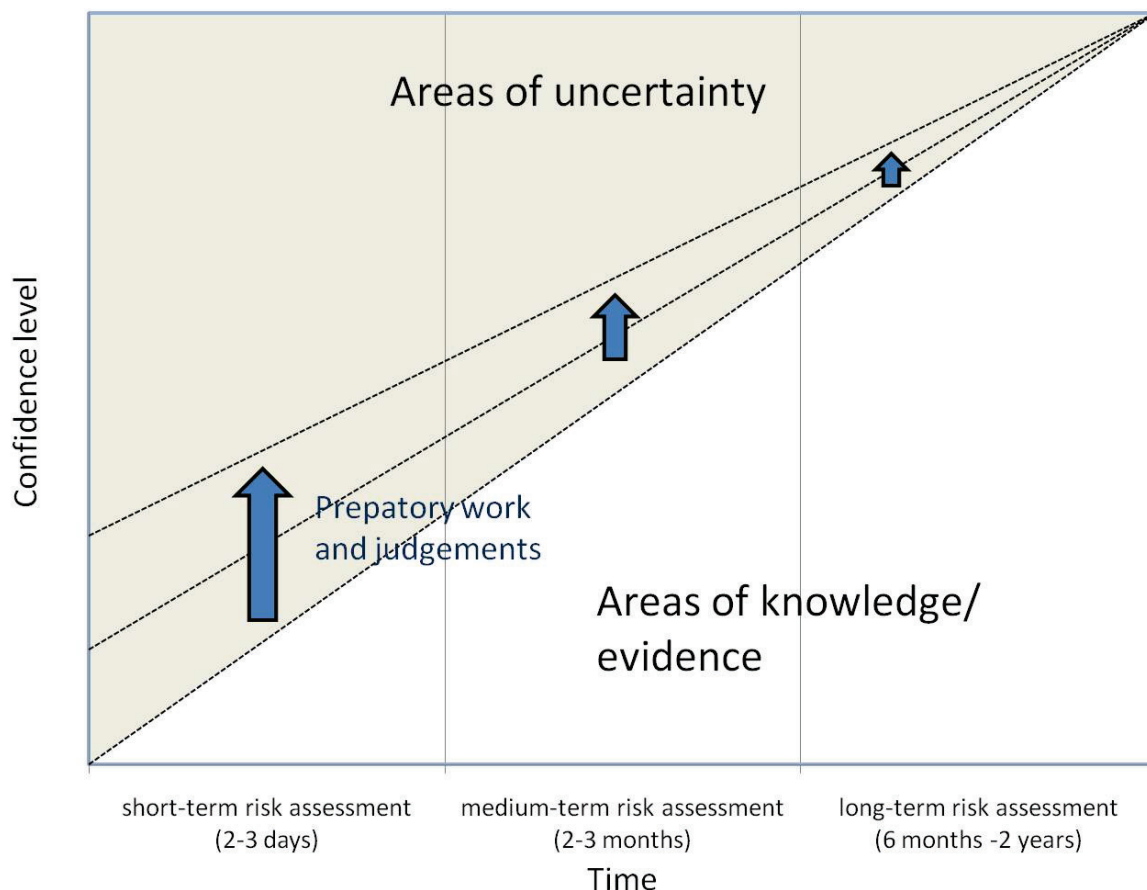 Areas of uncertainty
Confidence level
Prepatory work
and judgements
Areas of knowledge/
evidence
short-term risk assessment
(2-3 days)
medium-term risk assessment
(2-3 months)
long-term risk assessment
(6 months -2 years)
Time